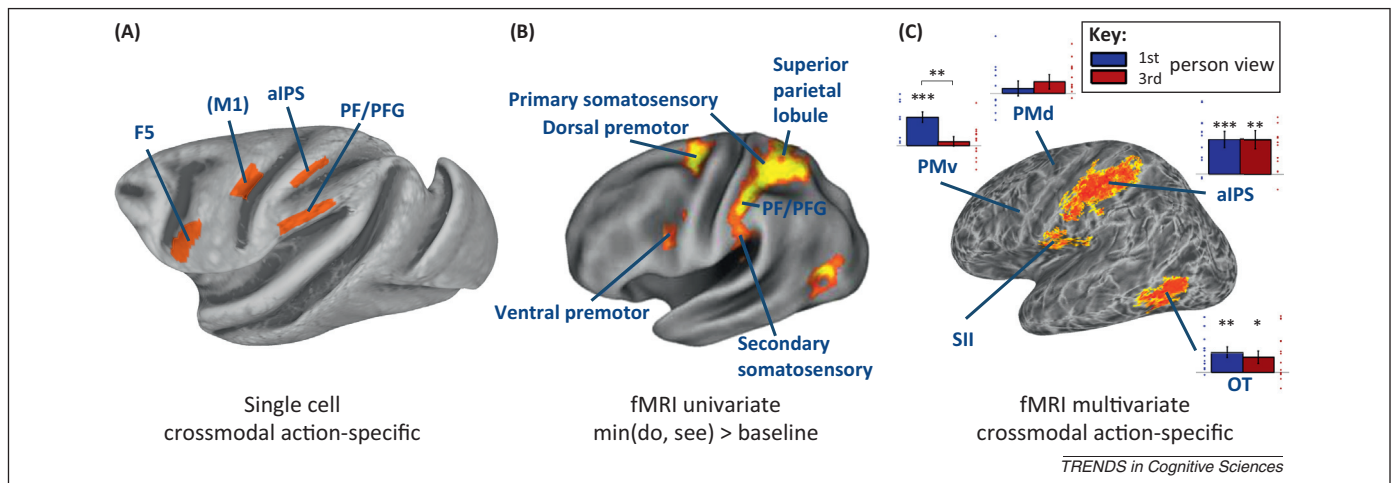 (A)
F5
(M1)
aIPS
PF/PFG
Single cell
crossmodal action-specific
(B)
Primary somatosensory
Dorsal premotor
Superior
parietal
lobule
PF/PFG
Ventral premotor
Secondary
somatosensory
fMRI univariate
min(do, see) > baseline
(C)
Key:
1st
3rd
person view
**
***
PMv
PMd
*** **
aIPS
SII
** *
OT
fMRI multivariate
crossmodal action-specific
TRENDS in Cognitive Sciences